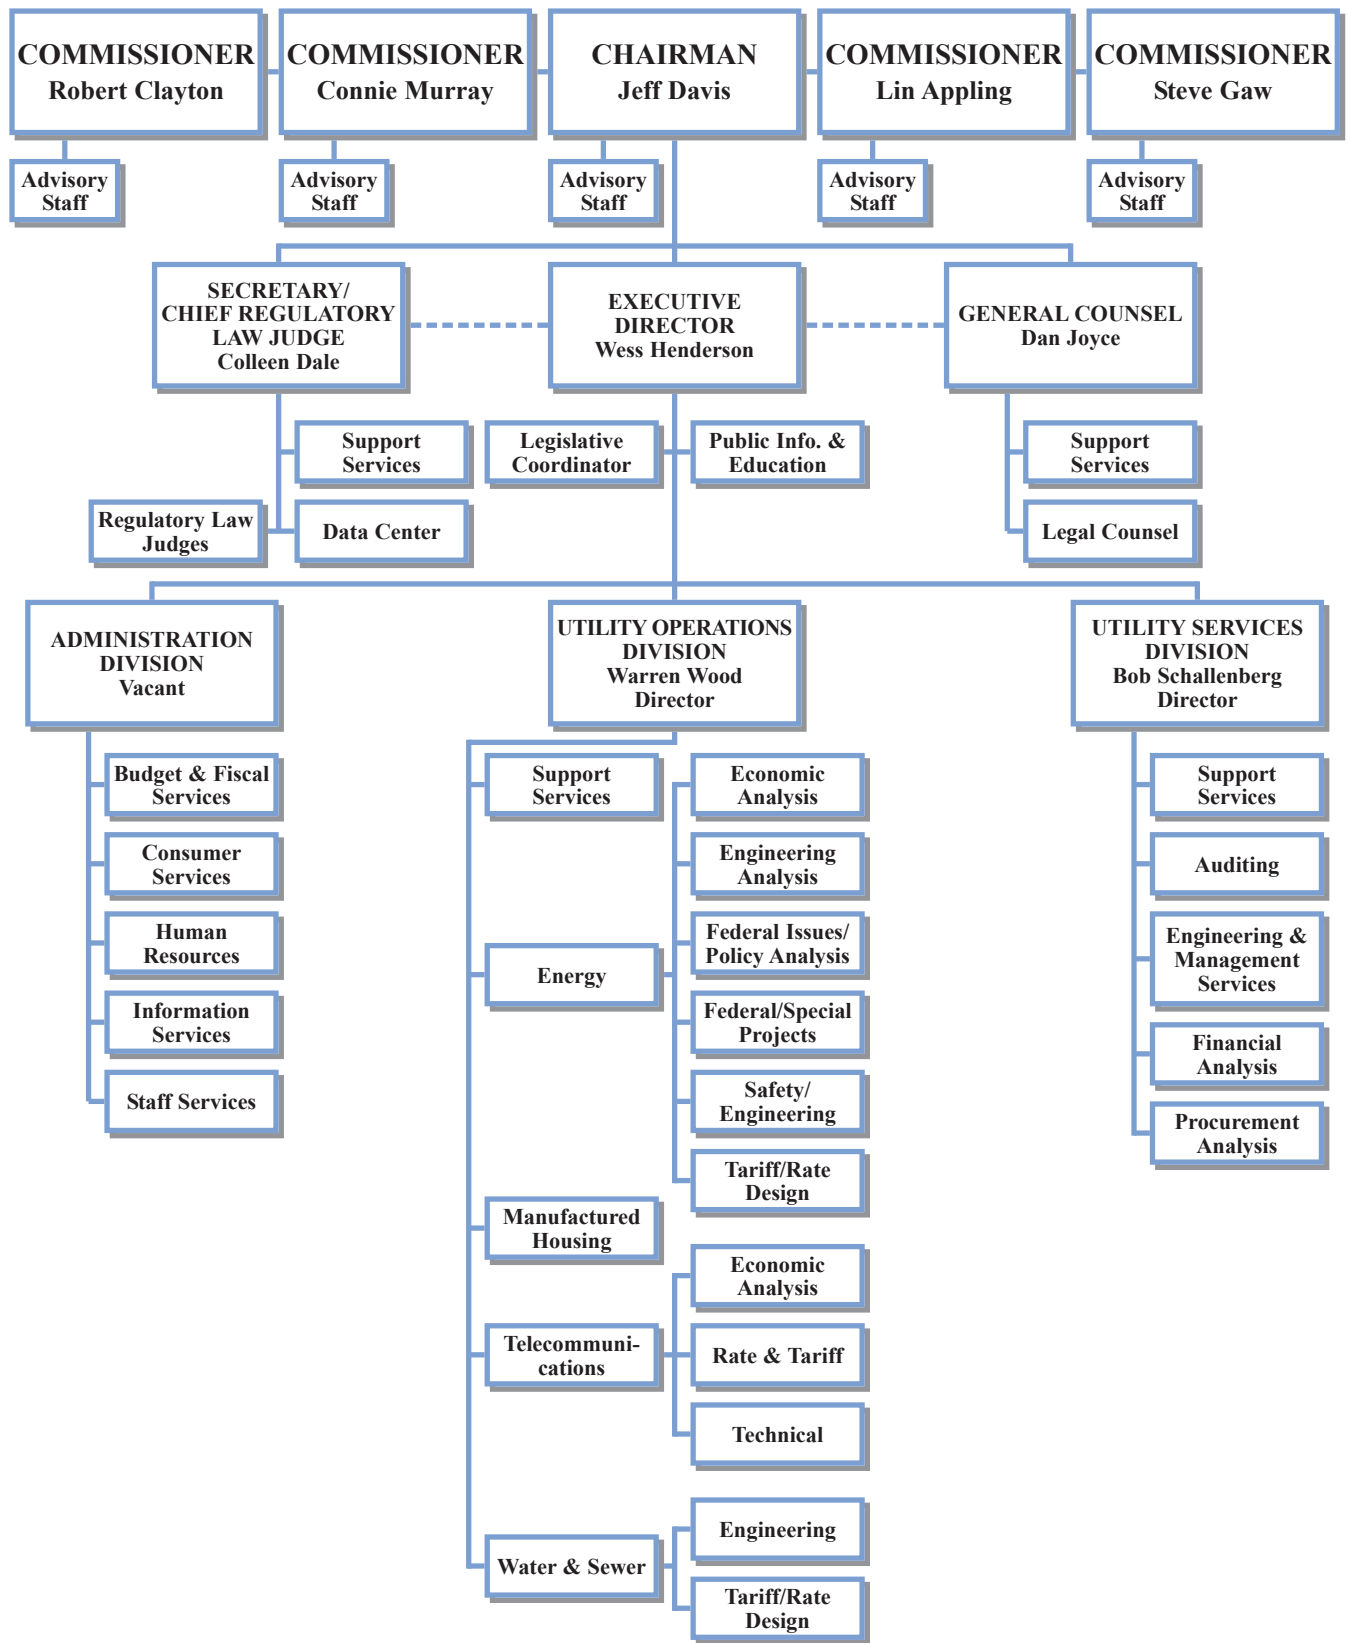 COMMISSIONER
Robert Clayton
COMMISSIONER
Connie Murray
CHAIRMAN
Jeff Davis
COMMISSIONER
Lin Appling
COMMISSIONER
Steve Gaw
Advisory
Staff
Advisory
Staff
Advisory
Staff
Advisory
Staff
Advisory
Staff
SECRETARY/
CHIEF REGULATORY
LAW JUDGE
Colleen Dale
EXECUTIVE
DIRECTOR
Wess Henderson
GENERAL COUNSEL
Dan Joyce
Support
Services
Regulatory Law
Judges
Data Center
Legislative
Coordinator
Public Info. &
Education
Support
Services
Legal Counsel
ADMINISTRATION
DIVISION
Vacant
Budget & Fiscal
Services
Consumer
Services
Human
Resources
Information
Services
Staff Services
UTILITY OPERATIONS
DIVISION
Warren Wood
Director
Support
Services
Energy
Economic
Analysis
Engineering
Analysis
Federal Issues/
Policy Analysis
Federal/Special
Projects
Safety/
Engineering
Tariff/Rate
Design
Manufactured
Housing
Telecommuni-
cations
Economic
Analysis
Rate & Tariff
Technical
Water & Sewer
Engineering
Tariff/Rate
Design
UTILITY SERVICES
DIVISION
Bob Schallenberg
Director
Support
Services
Auditing
Engineering &
Management
Services
Financial
Analysis
Procurement
Analysis